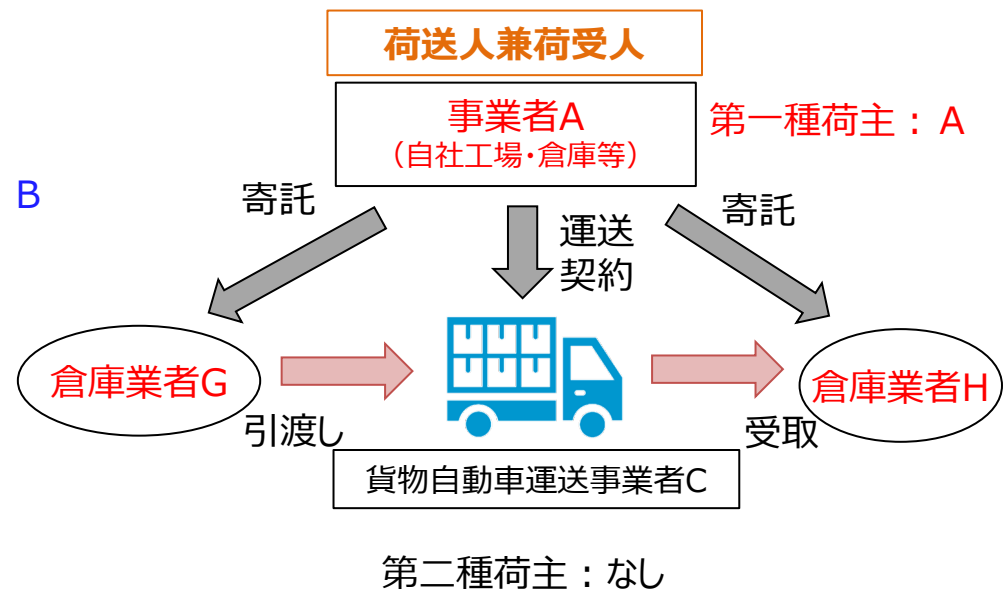 荷送人兼荷受人
事業者A
（自社工場・倉庫等）
第一種荷主：A
B
寄託
運送
契約
寄託
倉庫業者G
引渡し
受取
倉庫業者H
貨物自動車運送事業者C
第二種荷主：なし